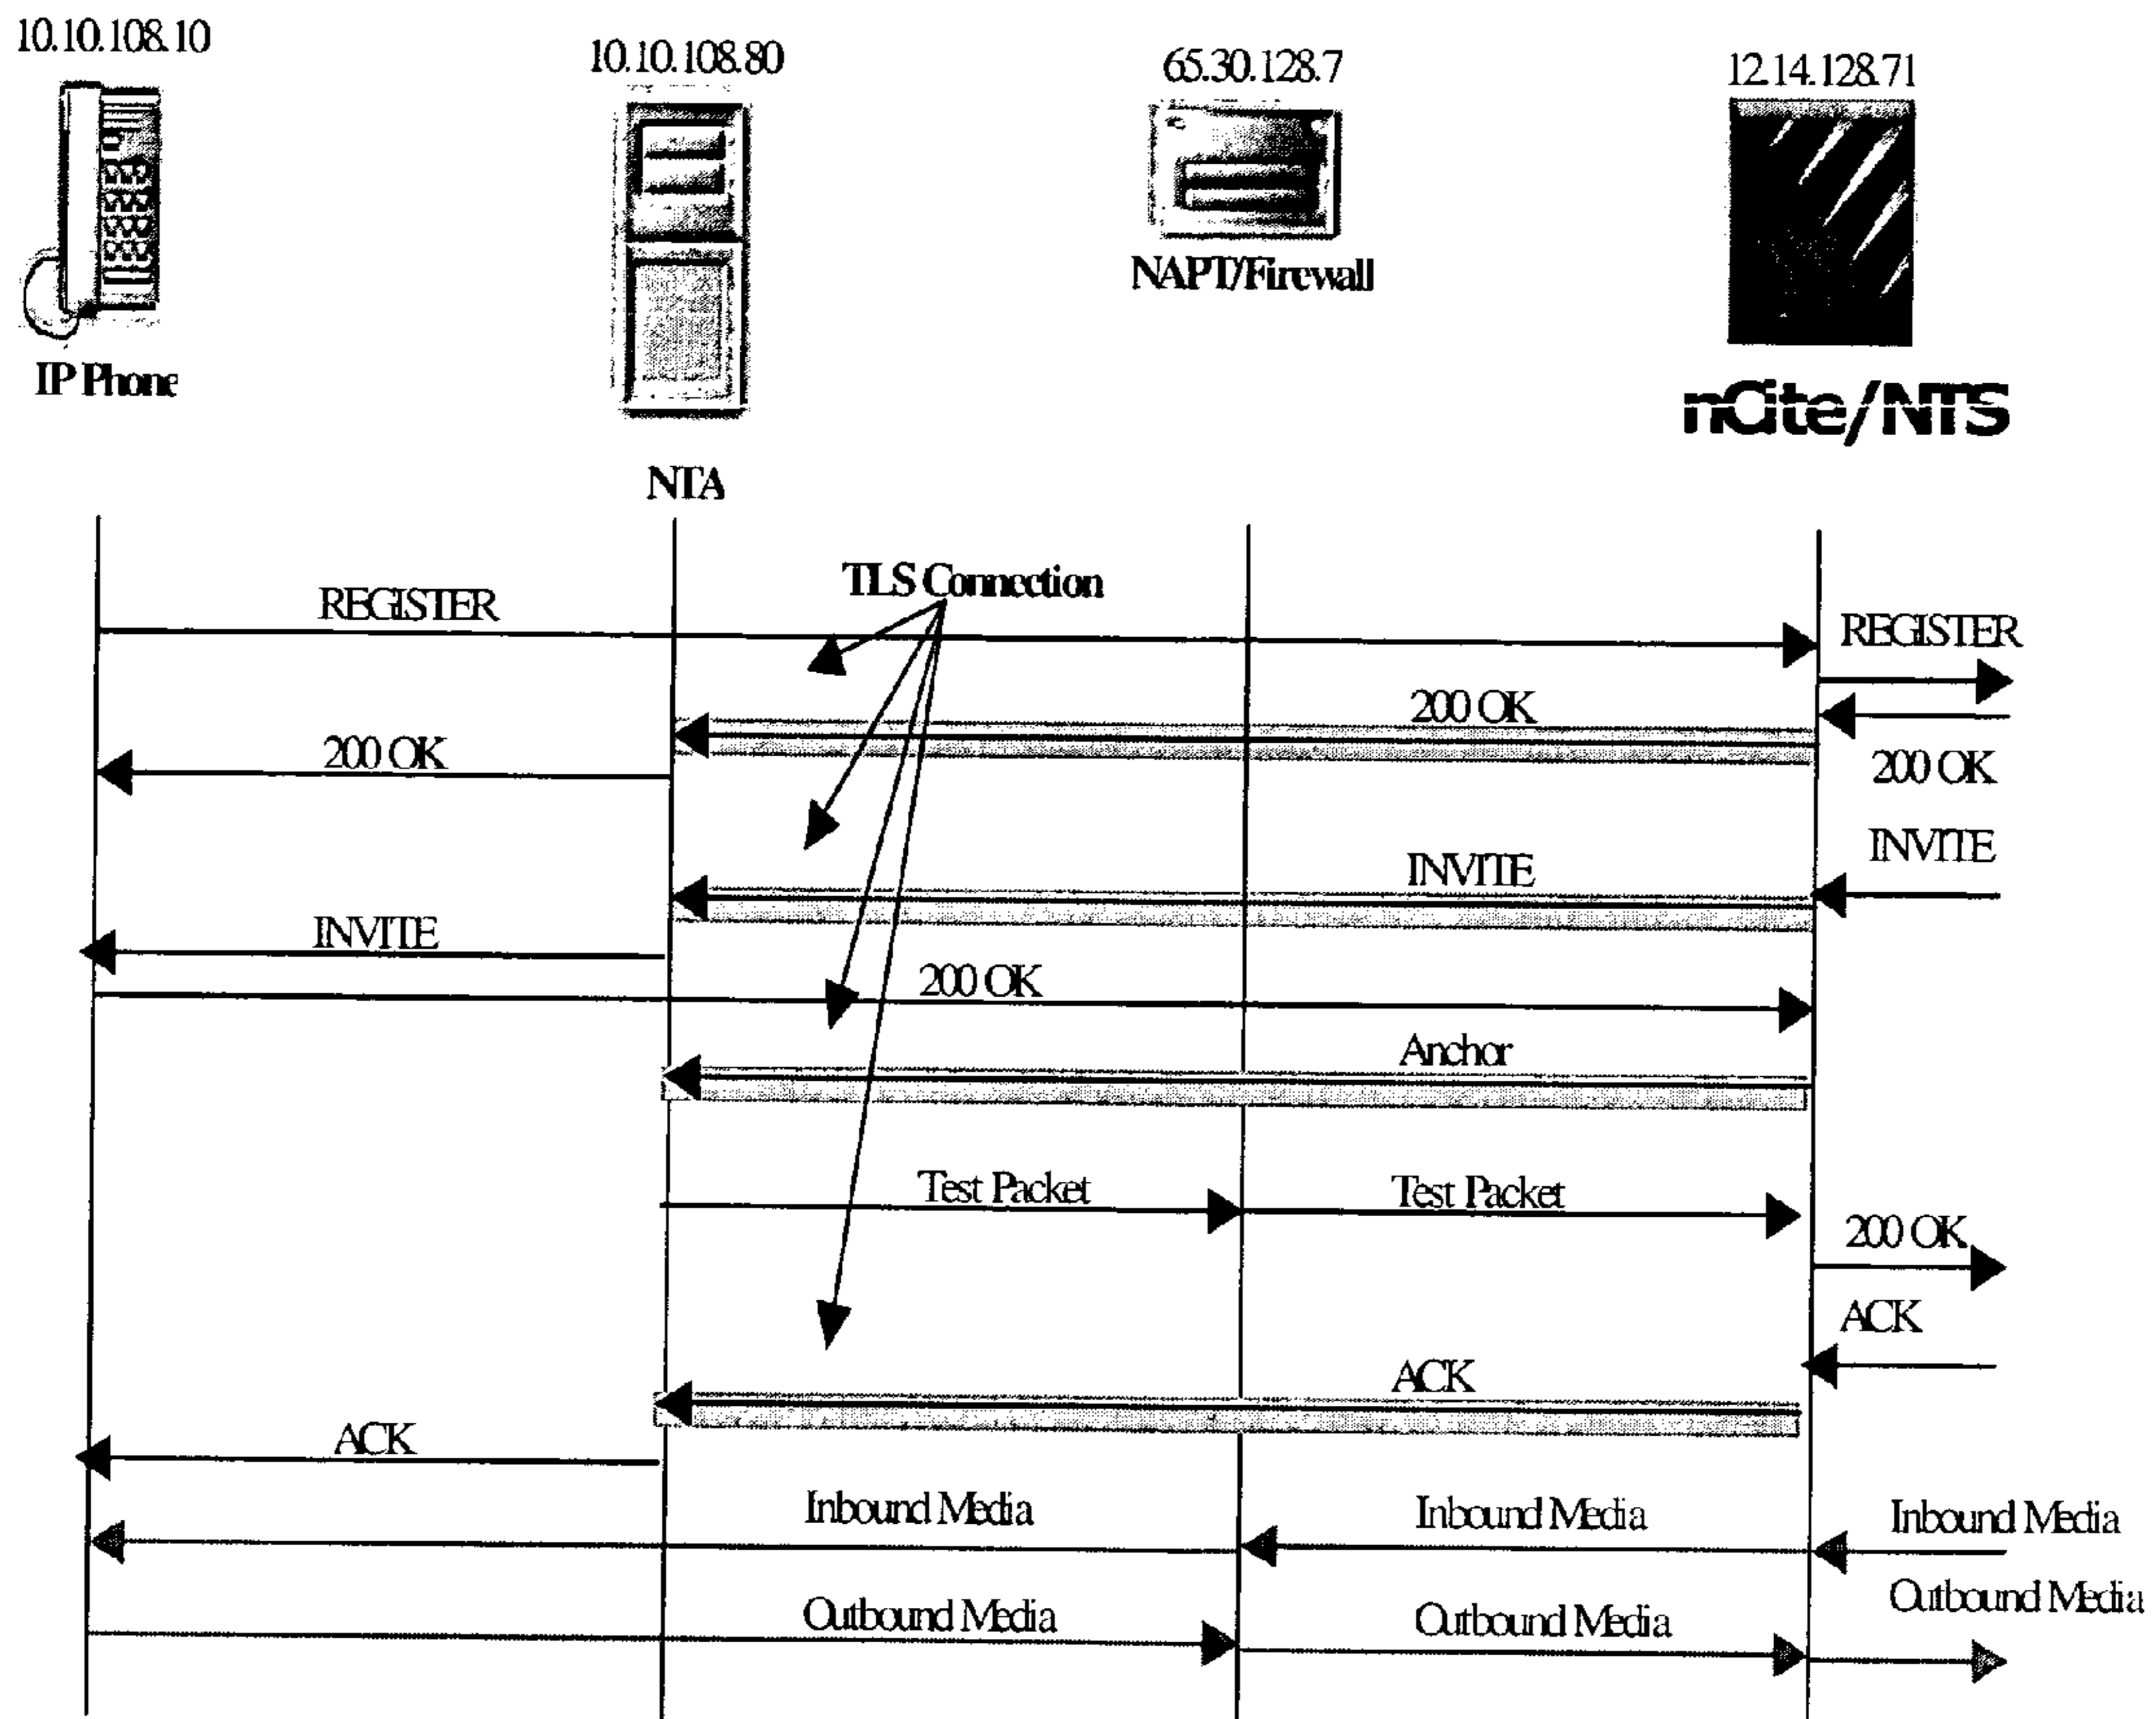 10.10.108.10
10.10.108.80
65.30.128.7
12.14.128.71
NAPT/Firewall
IP Phone
nCite/NTS
NTA
TLS Connection
REGISTER
REGISTER
200 OK
200 OK
200 OK
INVITE
INVITE
INVITE
200 OK
Anchor
Test Packet
Test Packet
200 OK
ACK
ACK
ACK
Inbound Media
Inbound Media
Inbound Media
Outbound Media
Outbound Media
Outbound Media